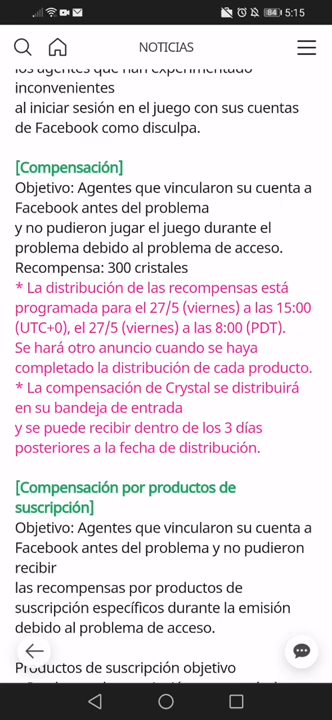 84 5:15
NOTICIAS
los agentes que han experimentado
inconvenientes
al iniciar sesión en el juego con sus cuentas
de Facebook como disculpa.
[Compensación]
Objetivo: Agentes que vincularon su cuenta a
Facebook antes del problema
y no pudieron jugar el juego durante el
problema debido al problema de acceso.
Recompensa: 300 cristales
* La distribución de las recompensas está
programada para el 27/5 (viernes) a las 15:00
(UTC+0), el 27/5 (viernes) a las 8:00 (PDT).
Se hará otro anuncio cuando se haya
completado la distribución de cada producto.
* La compensación de Crystal se distribuirá
en su bandeja de entrada
y se puede recibir dentro de los 3 días
posteriores a la fecha de distribución.
[Compensación por productos de
suscripción]
Objetivo: Agentes que vincularon su cuenta a
Facebook antes del problema y no pudieron
recibir
las recompensas por productos de
suscripción específicos durante la emisión
debido al problema de acceso.
Productos de suscripción objetivo